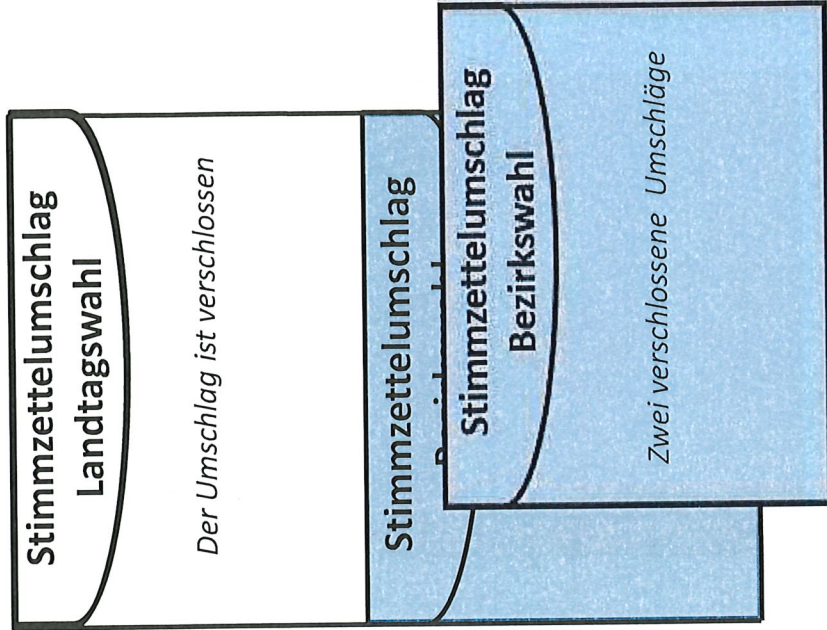 Stimmzettelumschlag
Landtagswahl
Der Umschlag ist verschlossen
Stimmzettelumschlag
Stimmzettelumschlag
Bezirkswahl
Zwei verschlossene Umschläge